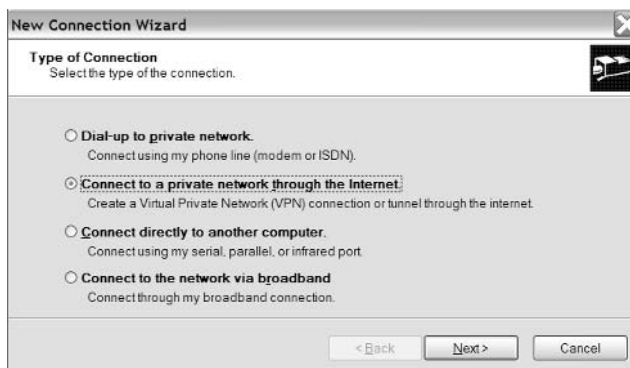 New Connection Wizard
Type of Connection
Select the type of the connection.
Dial-up to private network.
Connect using my phone line (modem or ISDN).
Connect to a private network through the Internet.
Create a Virtual Private Network (VPN) connection or tunnel through the internet.
Connect directly to another computer.
Connect using my serial, parallel, or infrared port
Connect to the network via broadband
Connect through my broadband connection.
< Back
Next >
Cancel